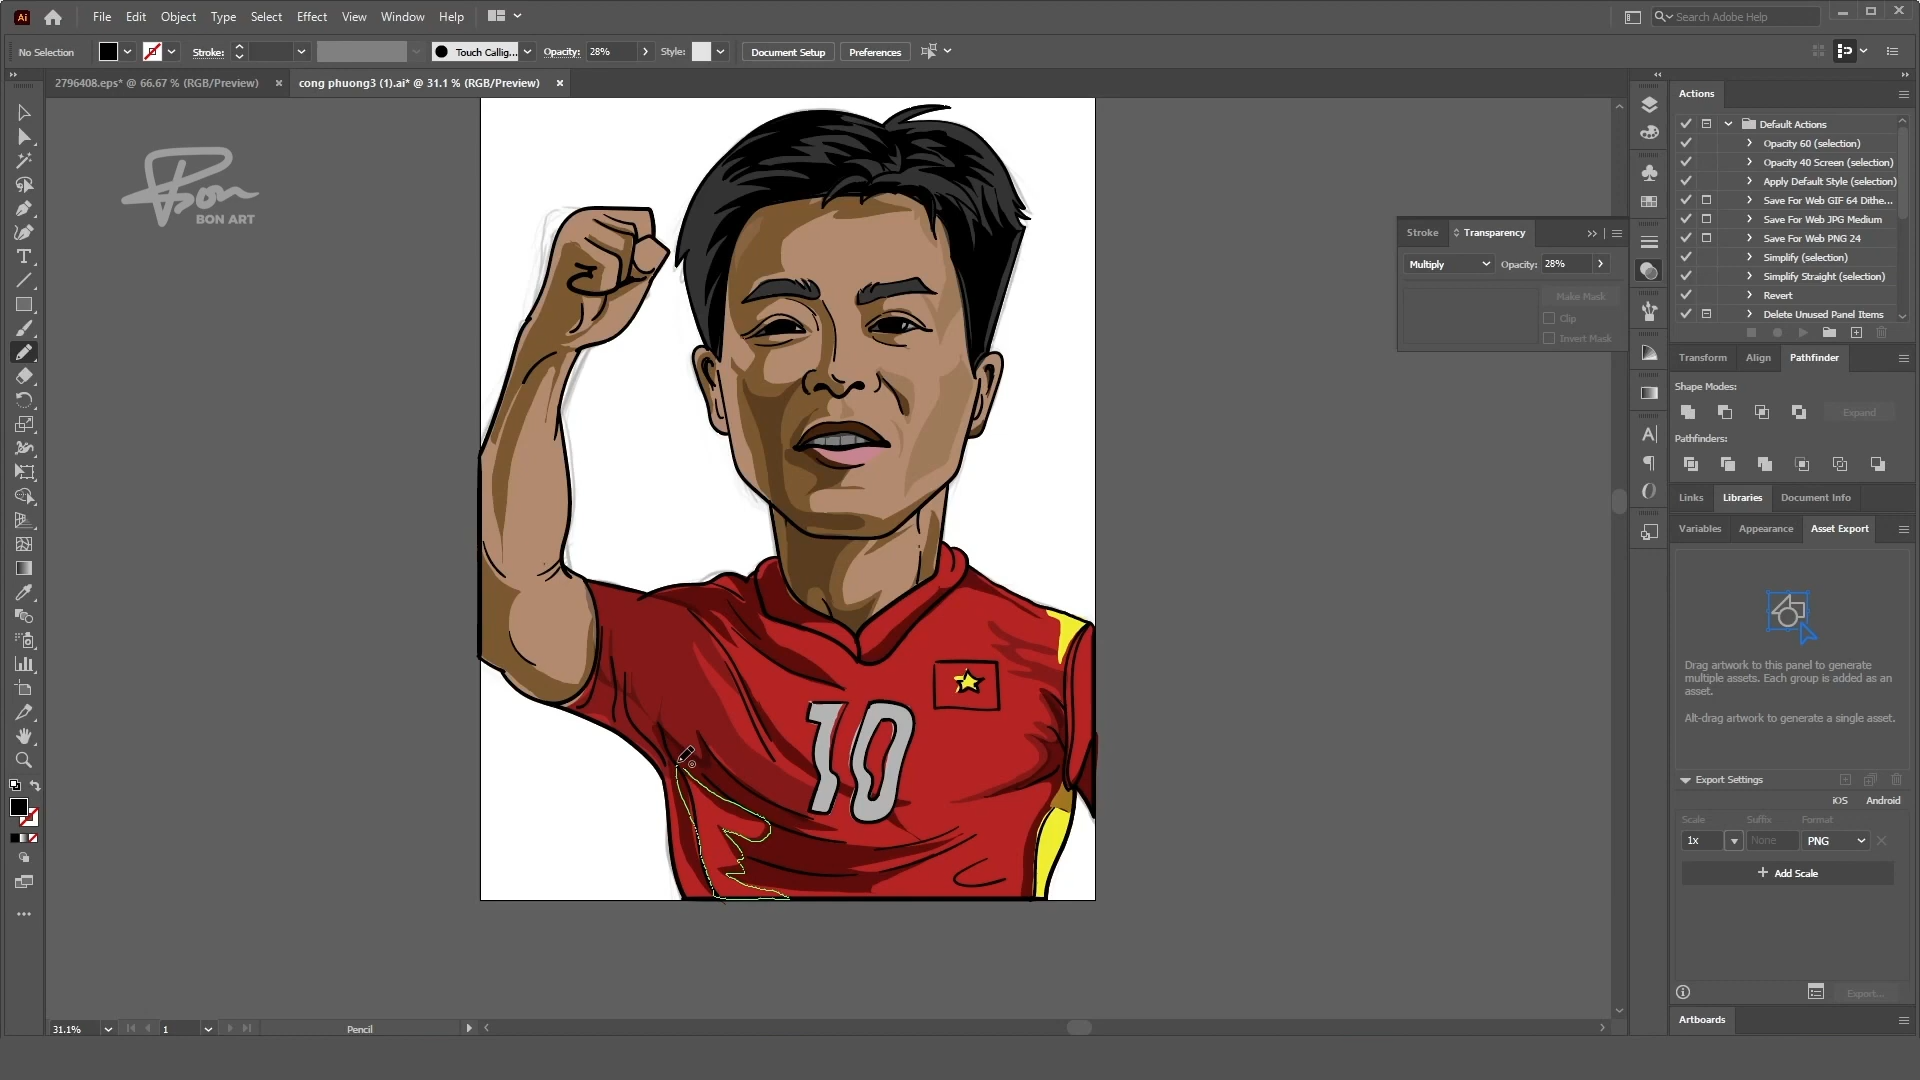 Ai File Edit Object Type Select Effect View Window Help Search Adobe Help
No Selection Stroke: Touch Callig... Opacity: 28% Style: Document Setup Preferences
2796408.eps* @ 66.67 % (RGB/Preview) × cong phuong3 (1).ai* @ 31.1 % (RGB/Preview) ×
Bon
BON ART
10
Stroke Transparency
Multiply Opacity: 28%
Make Mask
Clip
Invert Mask
Actions
Default Actions
Opacity 60 (selection)
Opacity 40 Screen (selection)
Apply Default Style (selection)
Save For Web GIF 64 Dithe...
Save For Web JPG Medium
Save For Web PNG 24
Simplify (selection)
Simplify Straight (selection)
Revert
Delete Unused Panel Items
Transform Align Pathfinder
Shape Modes:
Expand
Pathfinders:
Links Libraries Document Info
Variables Appearance Asset Export
Drag artwork to this panel to generate
multiple assets. Each group is added as an
asset.
Alt-drag artwork to generate a single asset.
Export Settings
iOS Android
Scale Suffix Format
1x None PNG
+ Add Scale
Export...
Artboards
31.1% 1 Pencil